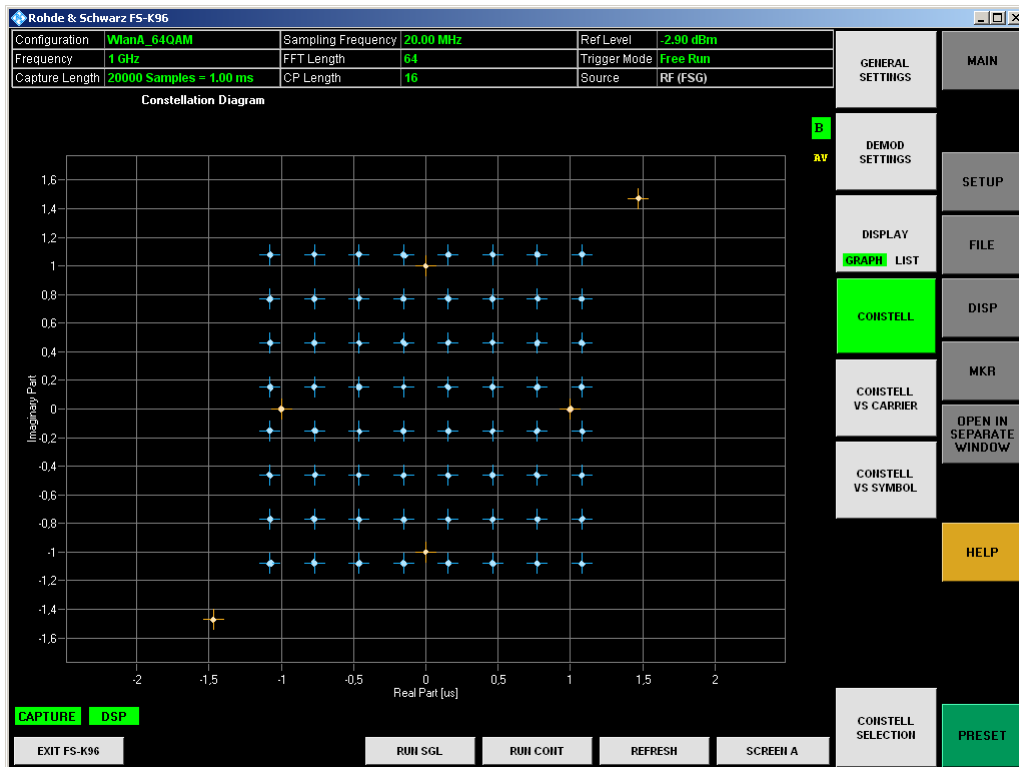 Rohde & Schwarz FS-K96
Configuration WlanA_64QAM Sampling Frequency 20.00 MHz Ref Level -2.90 dBm
Frequency 1 GHz FFT Length 64 Trigger Mode Free Run
Capture Length 20000 Samples = 1.00 ms CP Length 16 Source RF (FSG)
Constellation Diagram
B
AV
1,6
1,4
1,2
1
0,8
0,6
0,4
0,2
0
-0,2
-0,4
-0,6
-0,8
-1
-1,2
-1,4
-1,6
Imaginary Part
-2 -1,5 -1 -0,5 0 0,5 1 1,5 2
Real Part [us]
CAPTURE DSP
EXIT FS-K96 RUN SGL RUN CONT REFRESH SCREEN A
GENERAL
SETTINGS
DEMOD
SETTINGS
DISPLAY
GRAPH LIST
CONSTELL
CONSTELL
VS CARRIER
CONSTELL
VS SYMBOL
CONSTELL
SELECTION
MAIN
SETUP
FILE
DISP
MKR
OPEN IN
SEPARATE
WINDOW
HELP
PRESET